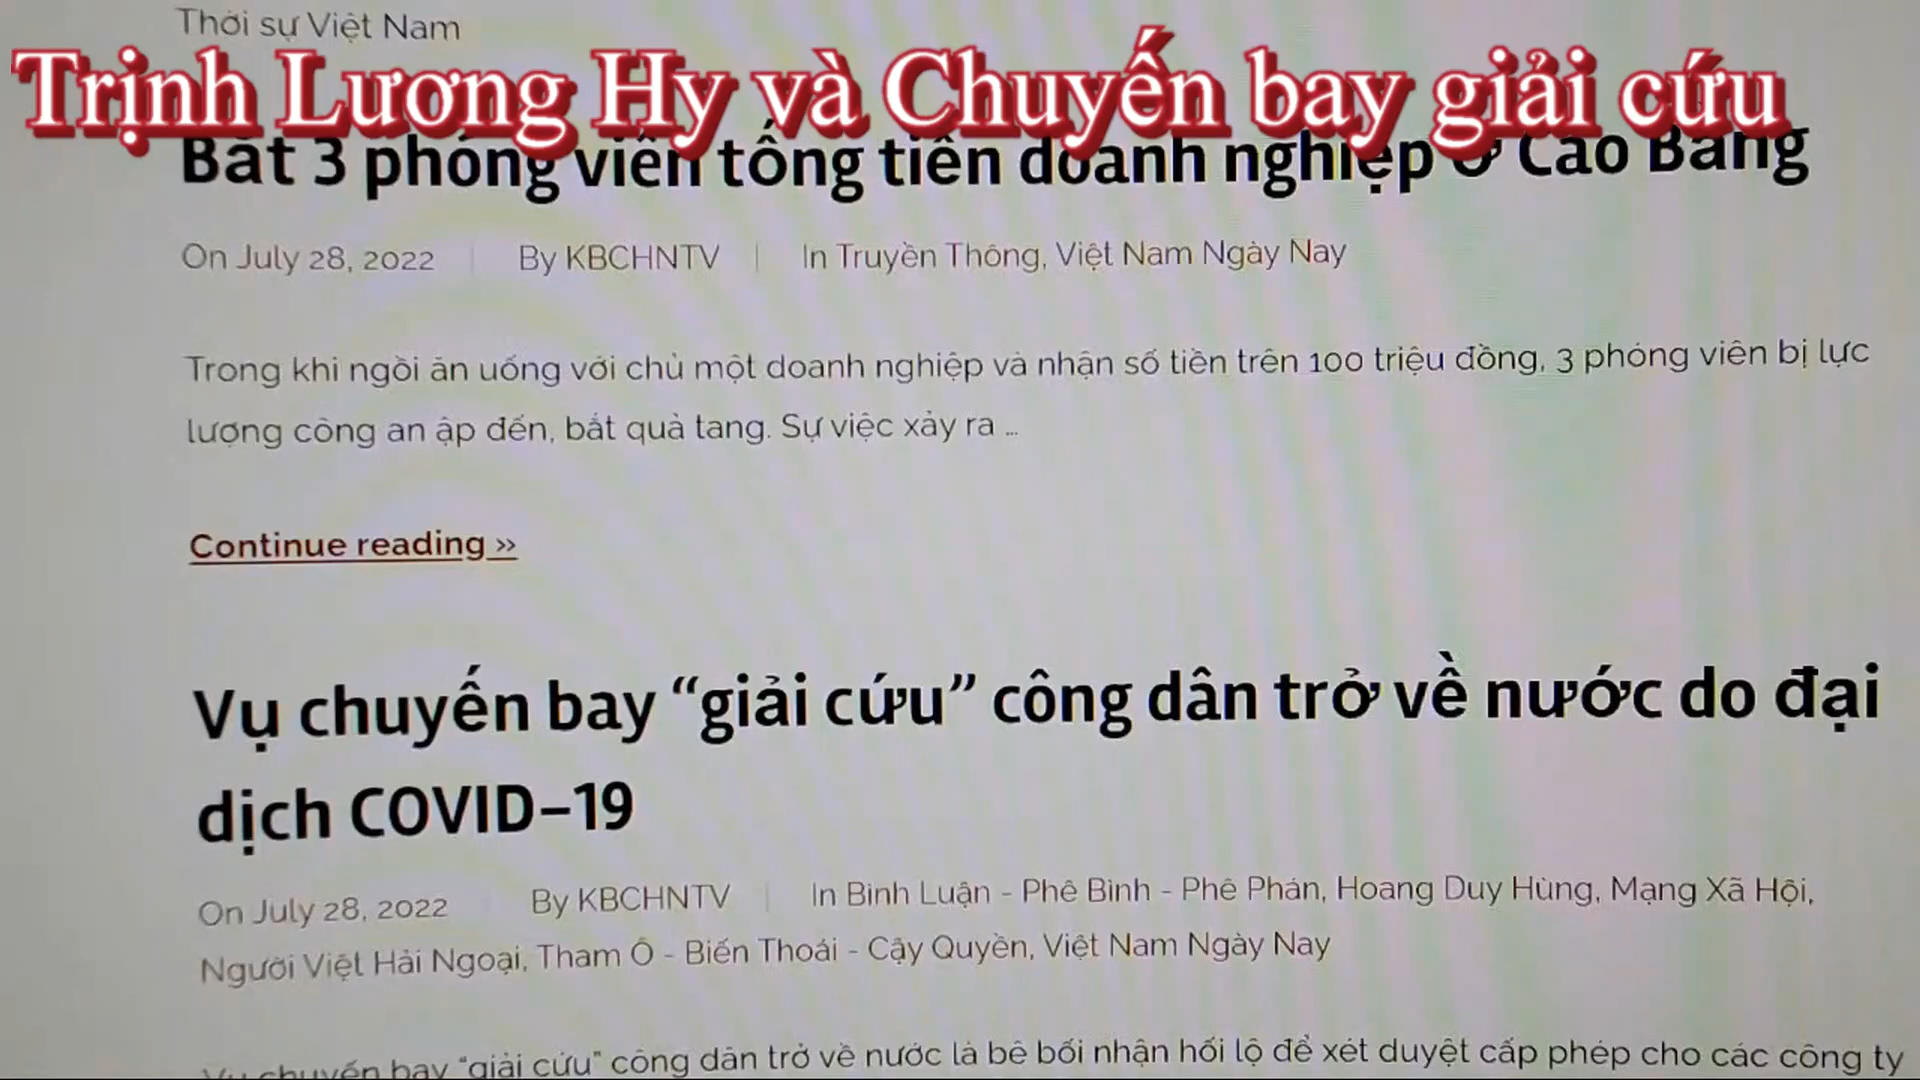 Thời sự Việt Nam
Trịnh Lương Hy và Chuyến bay giải cứu
Bắt 3 phóng viên tống tiền doanh nghiệp ở Cao Bằng
On July 28, 2022 | By KBCHNTV | In Truyền Thông, Việt Nam Ngày Nay
Trong khi ngồi ăn uống với chủ một doanh nghiệp và nhận số tiền trên 100 triệu đồng, 3 phóng viên bị lực
lượng công an ập đến, bắt quả tang. Sự việc xảy ra ...
Continue reading »
Vụ chuyến bay “giải cứu” công dân trở về nước do đại
dịch COVID-19
On July 28, 2022 | By KBCHNTV | In Bình Luận - Phê Bình - Phê Phán, Hoang Duy Hùng, Mạng Xã Hội,
Người Việt Hải Ngoại, Tham Ô - Biến Thoái - Cậy Quyền, Việt Nam Ngày Nay
Vụ chuyến bay “giải cứu” công dân trở về nước là bê bối nhận hối lộ để xét duyệt cấp phép cho các công ty